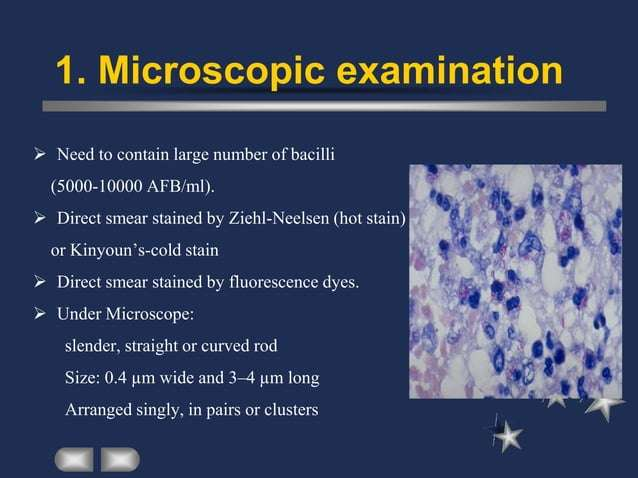 1. Microscopic examination
➢ Need to contain large number of bacilli
(5000-10000 AFB/ml).
➢ Direct smear stained by Ziehl-Neelsen (hot stain)
or Kinyoun’s-cold stain
➢ Direct smear stained by fluorescence dyes.
➢ Under Microscope:
slender, straight or curved rod
Size: 0.4 µm wide and 3–4 µm long
Arranged singly, in pairs or clusters